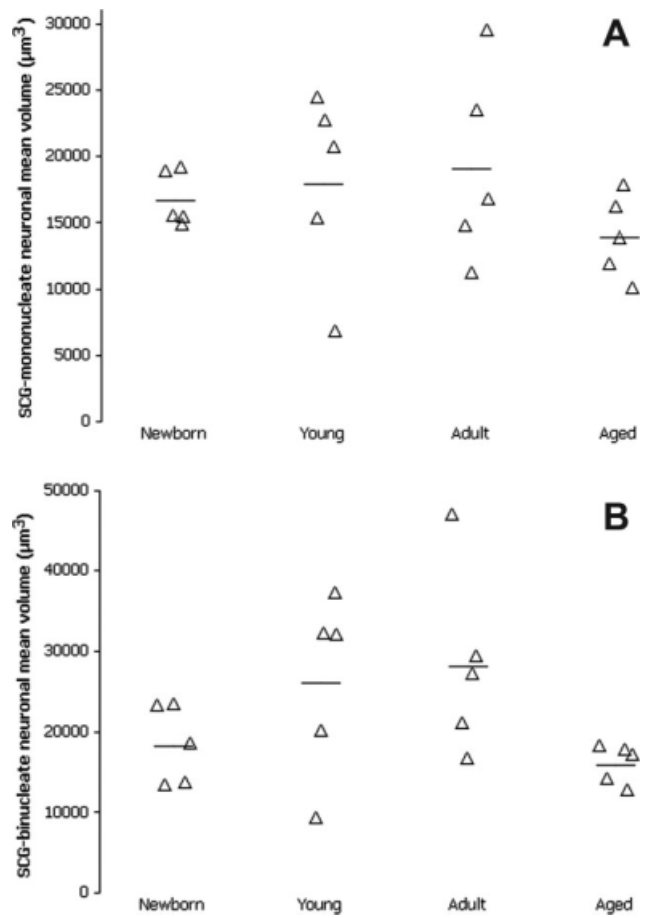 A
SCG-mononucleate neuronal mean volume (µm³)
30000
25000
20000
15000
10000
5000
0
Newborn Young Adult Aged
B
SCG-binucleate neuronal mean volume (µm³)
50000
40000
30000
20000
10000
0
Newborn Young Adult Aged